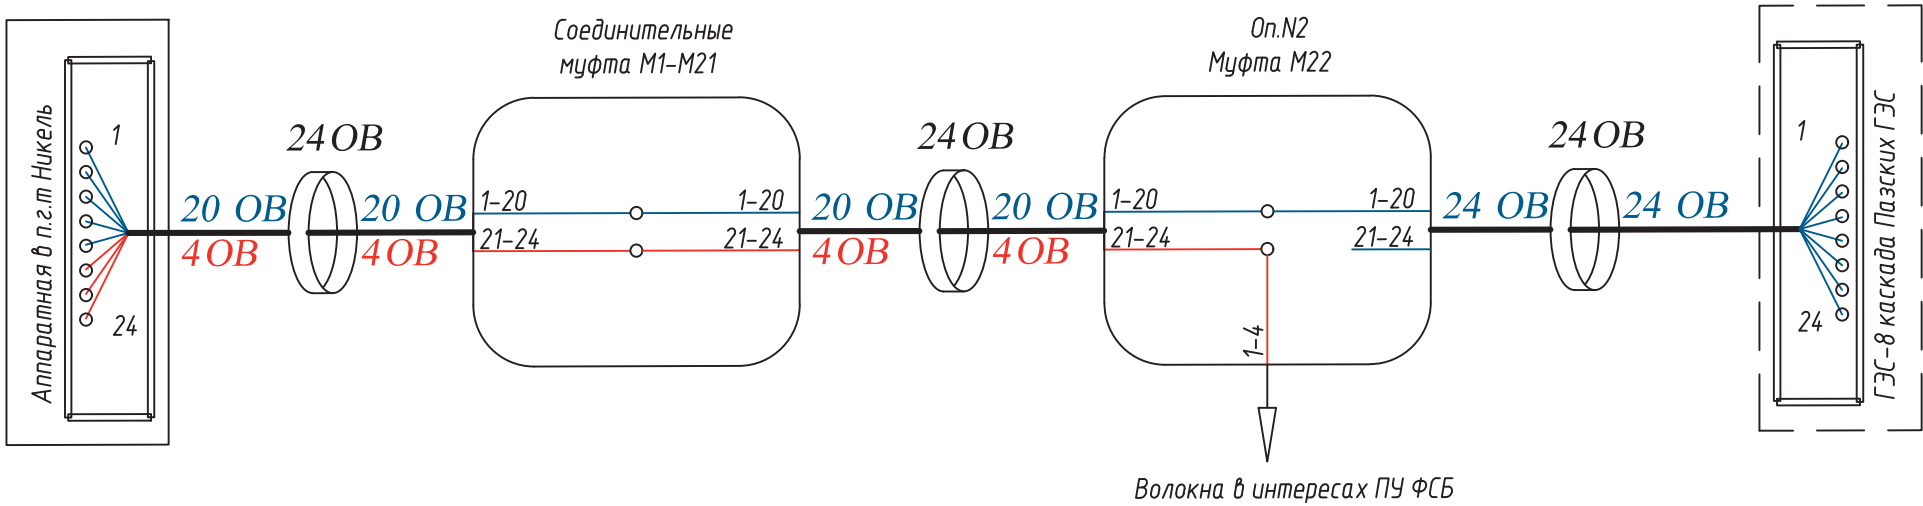 Аппаратная в п.г.т Никель
1
24
20 ОВ
4 ОВ
24 ОВ
20 ОВ
4 ОВ
Соединительные
муфта М1-М21
1-20
1-20
21-24
21-24
20 ОВ
4 ОВ
24 ОВ
20 ОВ
4 ОВ
Оп.N2
Муфта М22
1-20
1-20
21-24
21-24
1-4
Волокна в интересах ПУ ФСБ
24 ОВ
24 ОВ
24 ОВ
1
24
ГЭС-8 каскада Пазских ГЭС